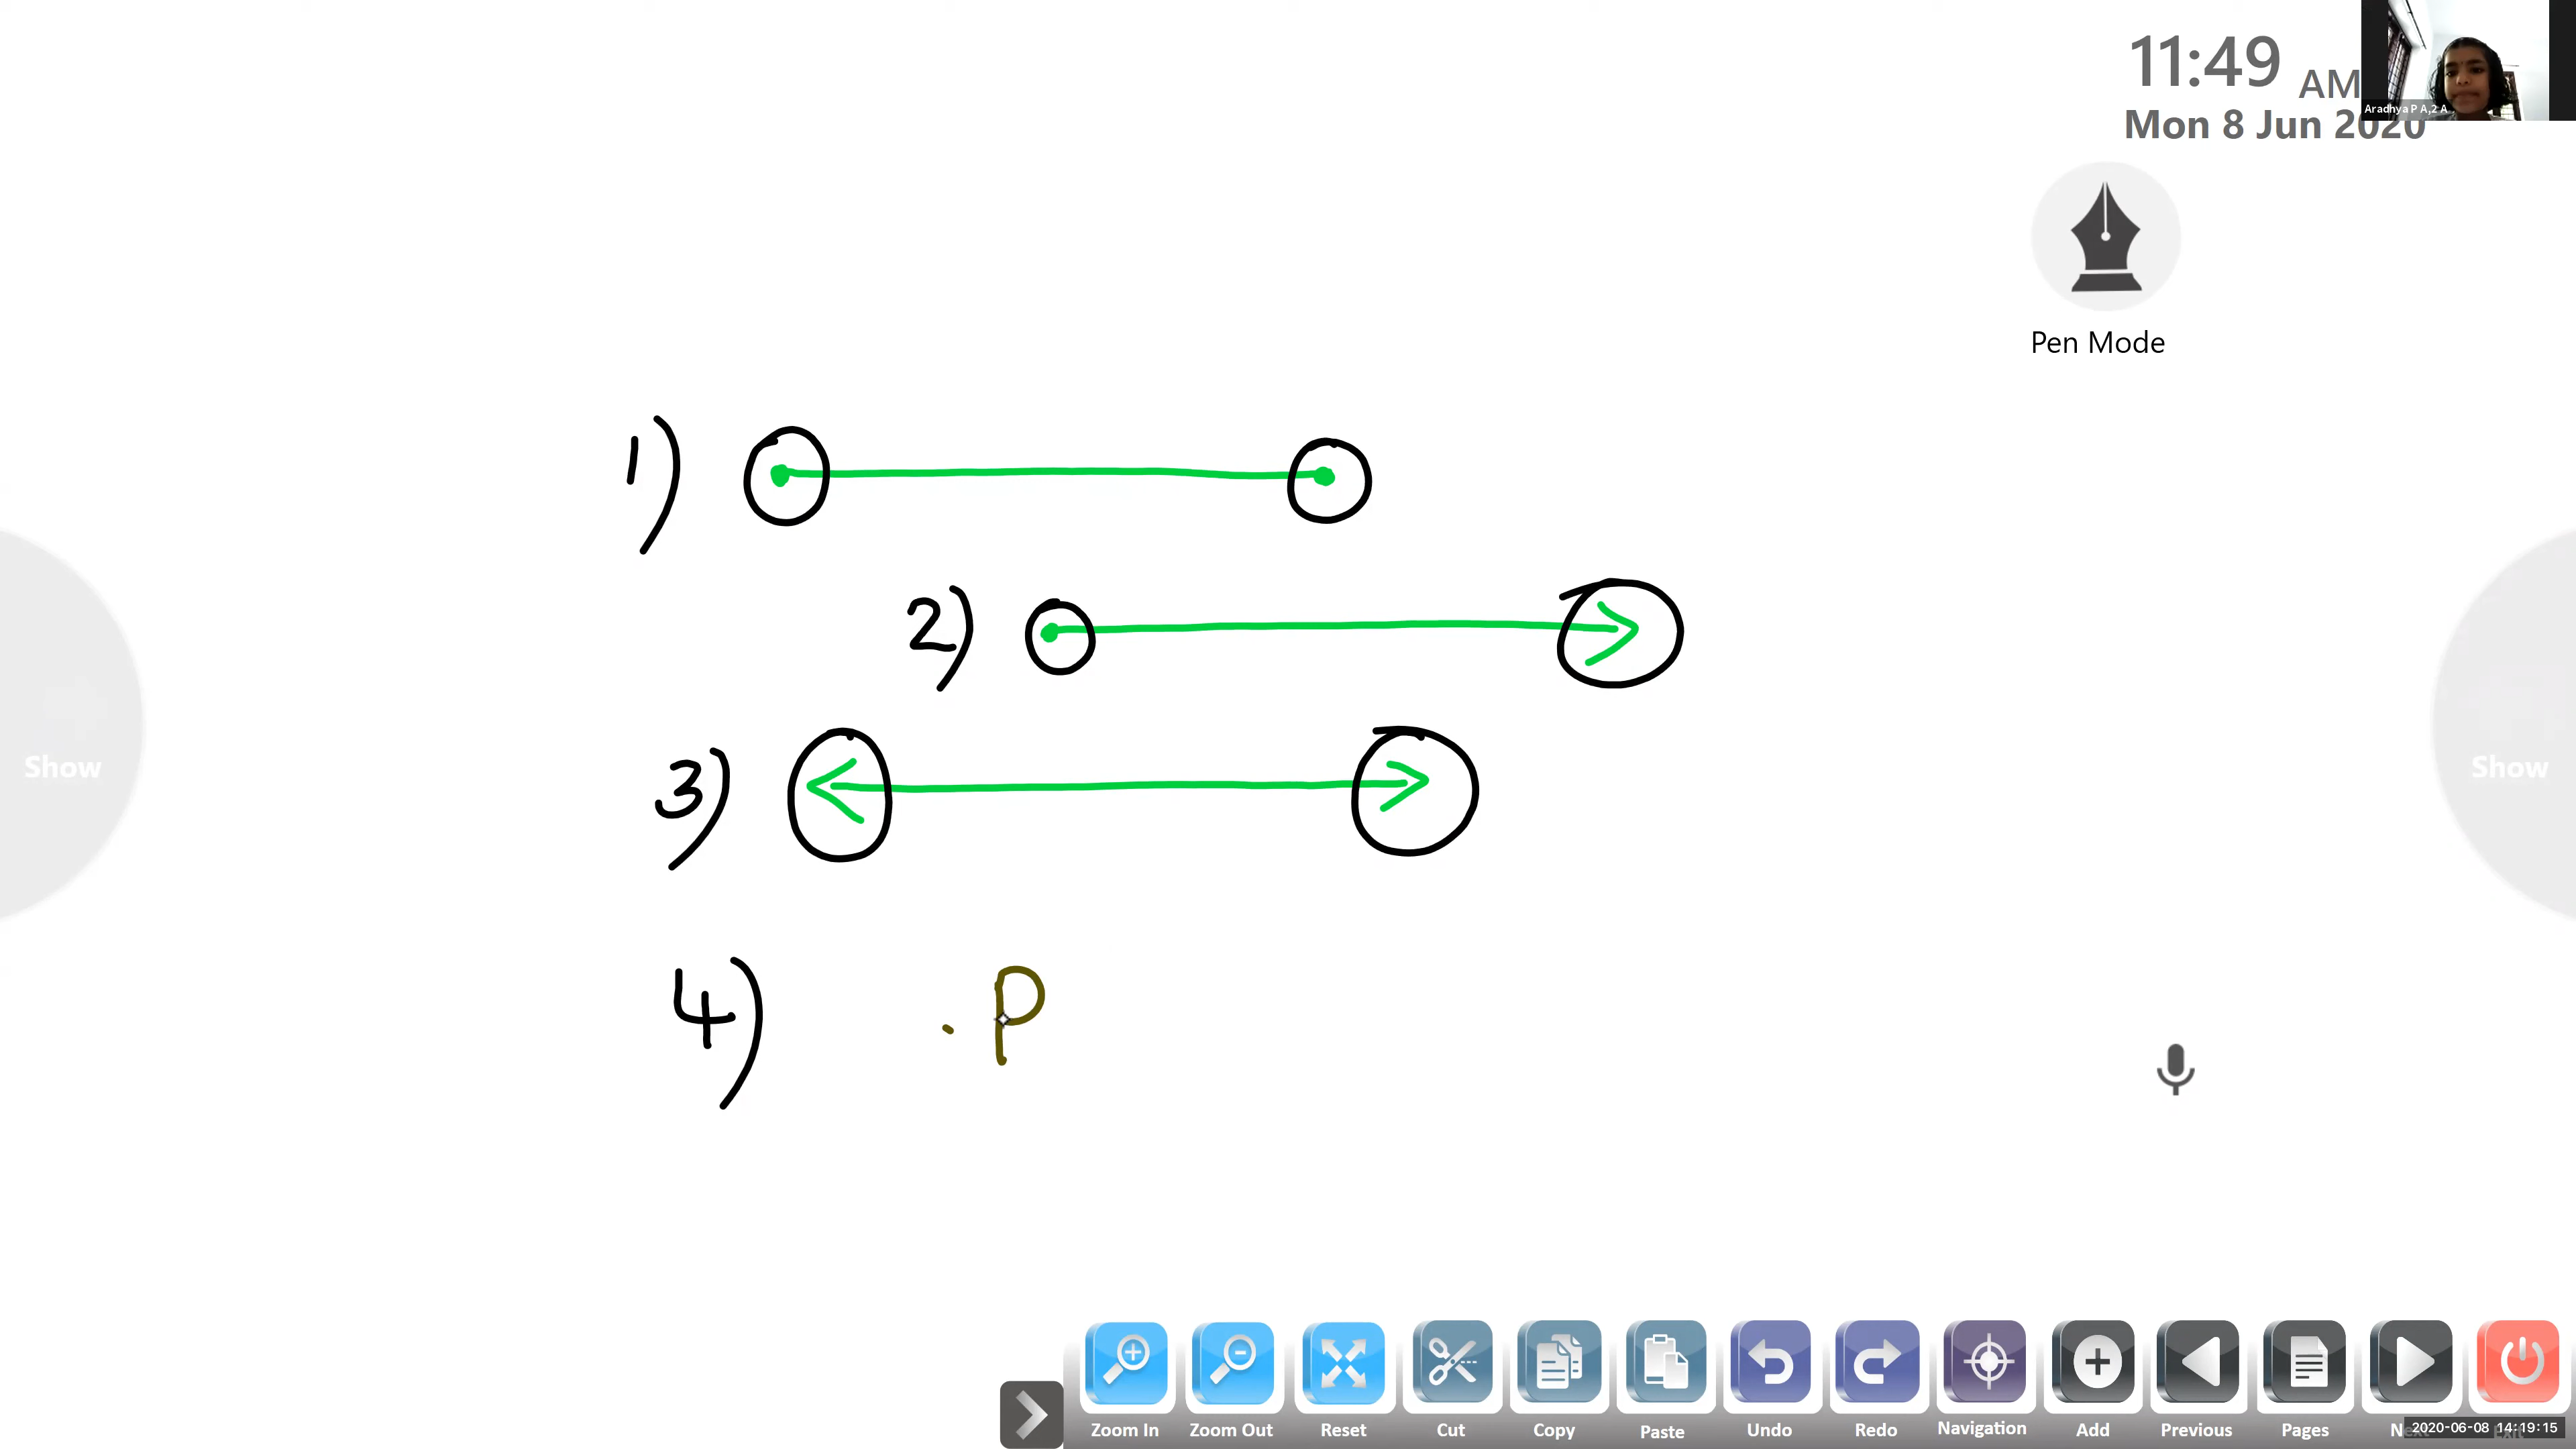 11:49 AM
Aradhya P A,2 A
Mon 8 Jun 2020
Pen Mode
1)
2)
Show
Show
3)
4) . P
Zoom In Zoom Out Reset Cut Copy Paste Undo Redo Navigation Add Previous Pages
2020-06-08 14:19:15